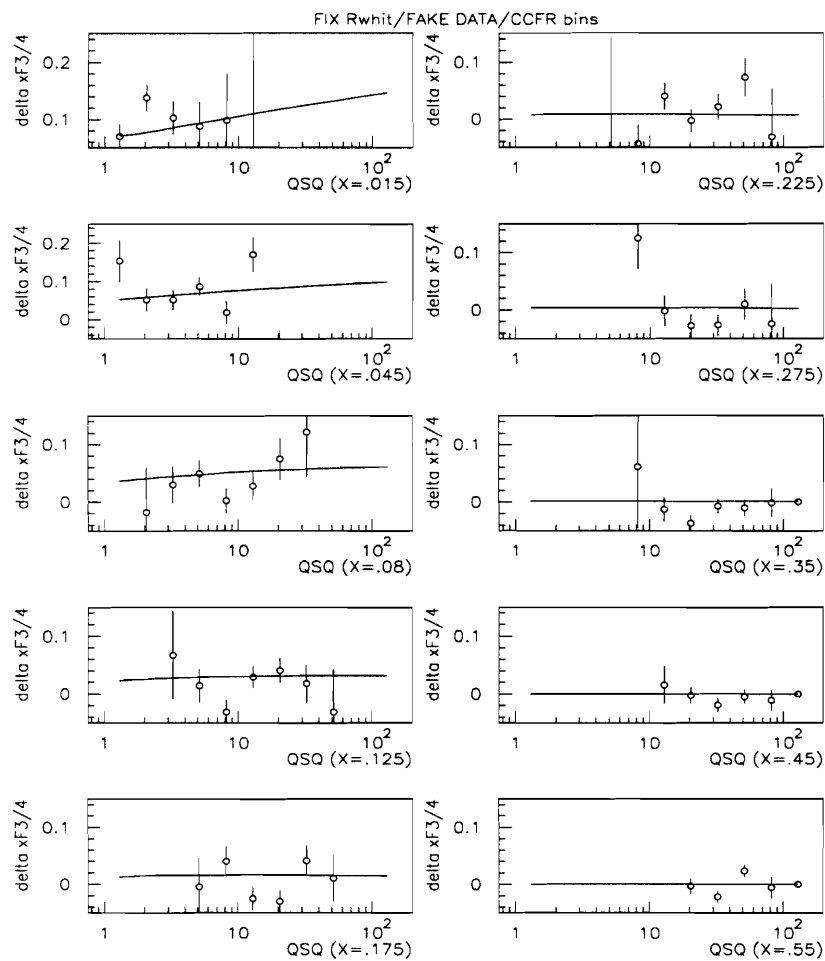 FIX Rwhit/FAKE DATA/CCFR bins
delta xF3/4
0.2
0.1
1 10 10²
QSQ (X=.015)
delta xF3/4
0.1
0
1 10 10²
QSQ (X=.225)
delta xF3/4
0.2
0.1
0
1 10 10²
QSQ (X=.045)
delta xF3/4
0.1
0
1 10 10²
QSQ (X=.275)
delta xF3/4
0.1
0
1 10 10²
QSQ (X=.08)
delta xF3/4
0.1
0
1 10 10²
QSQ (X=.35)
delta xF3/4
0.1
0
1 10 10²
QSQ (X=.125)
delta xF3/4
0.1
0
1 10 10²
QSQ (X=.45)
delta xF3/4
0.1
0
1 10 10²
QSQ (X=.175)
delta xF3/4
0.1
0
1 10 10²
QSQ (X=.55)